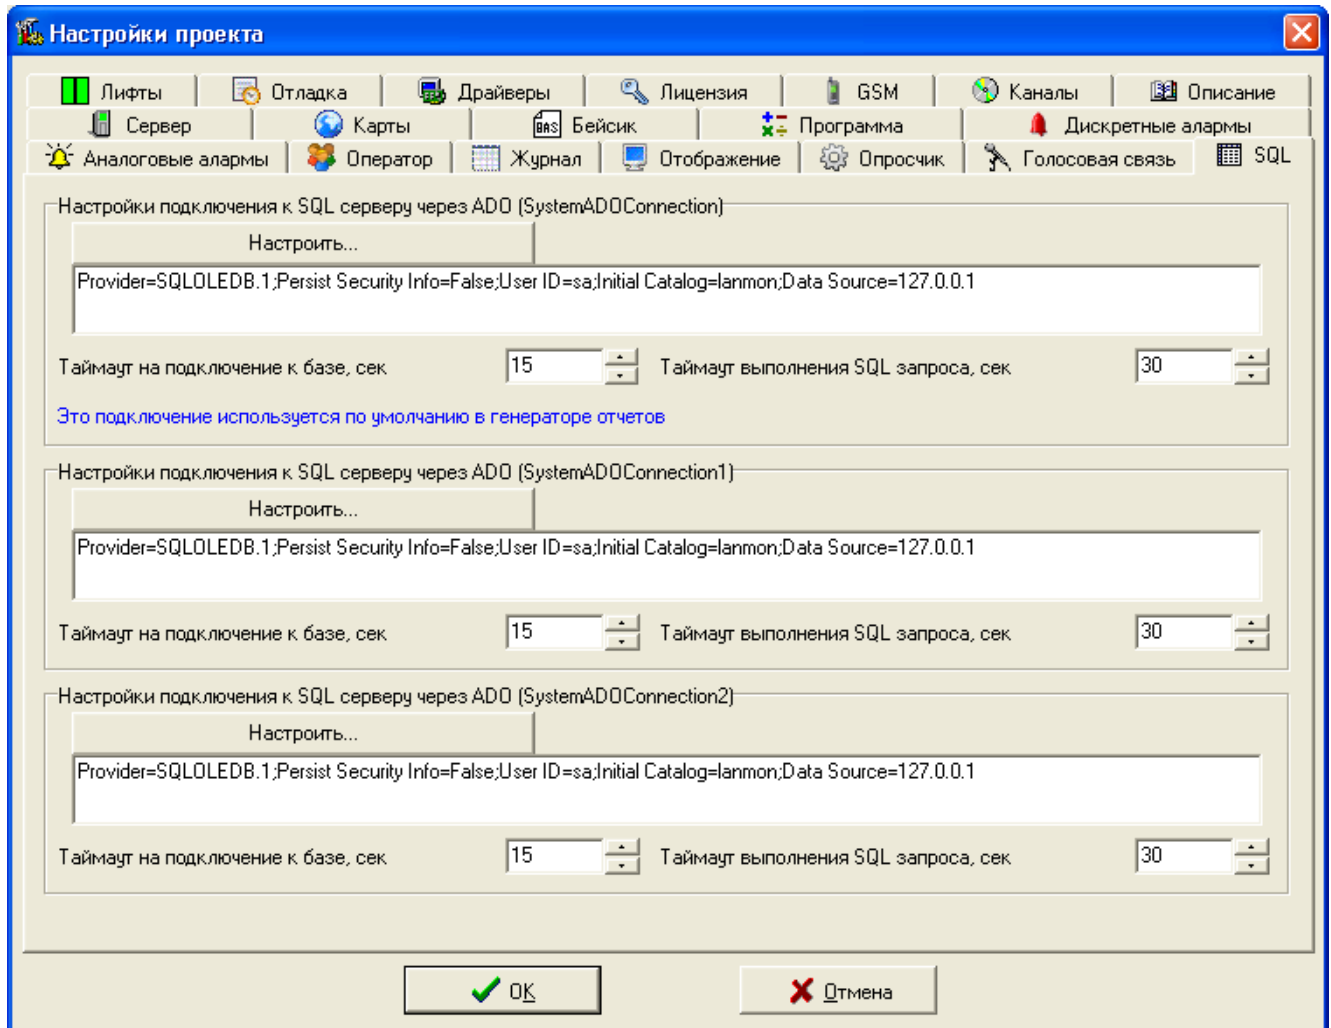 Настройки проекта
Лифты Отладка Драйверы Лицензия GSM Каналы Описание
Сервер Карты BAS Бейсик Программа Дискретные алармы
Аналоговые алармы Оператор Журнал Отображение Опросчик Голосовая связь SQL
Настройки подключения к SQL серверу через ADO (SystemADOConnection)
Настроить...
Provider=SQLOLEDB.1;Persist Security Info=False;User ID=sa;Initial Catalog=lanmon;Data Source=127.0.0.1
Таймаут на подключение к базе, сек 15 Таймаут выполнения SQL запроса, сек 30
Это подключение используется по умолчанию в генераторе отчетов
Настройки подключения к SQL серверу через ADO (SystemADOConnection1)
Настроить...
Provider=SQLOLEDB.1;Persist Security Info=False;User ID=sa;Initial Catalog=lanmon;Data Source=127.0.0.1
Таймаут на подключение к базе, сек 15 Таймаут выполнения SQL запроса, сек 30
Настройки подключения к SQL серверу через ADO (SystemADOConnection2)
Настроить...
Provider=SQLOLEDB.1;Persist Security Info=False;User ID=sa;Initial Catalog=lanmon;Data Source=127.0.0.1
Таймаут на подключение к базе, сек 15 Таймаут выполнения SQL запроса, сек 30
OK Отмена